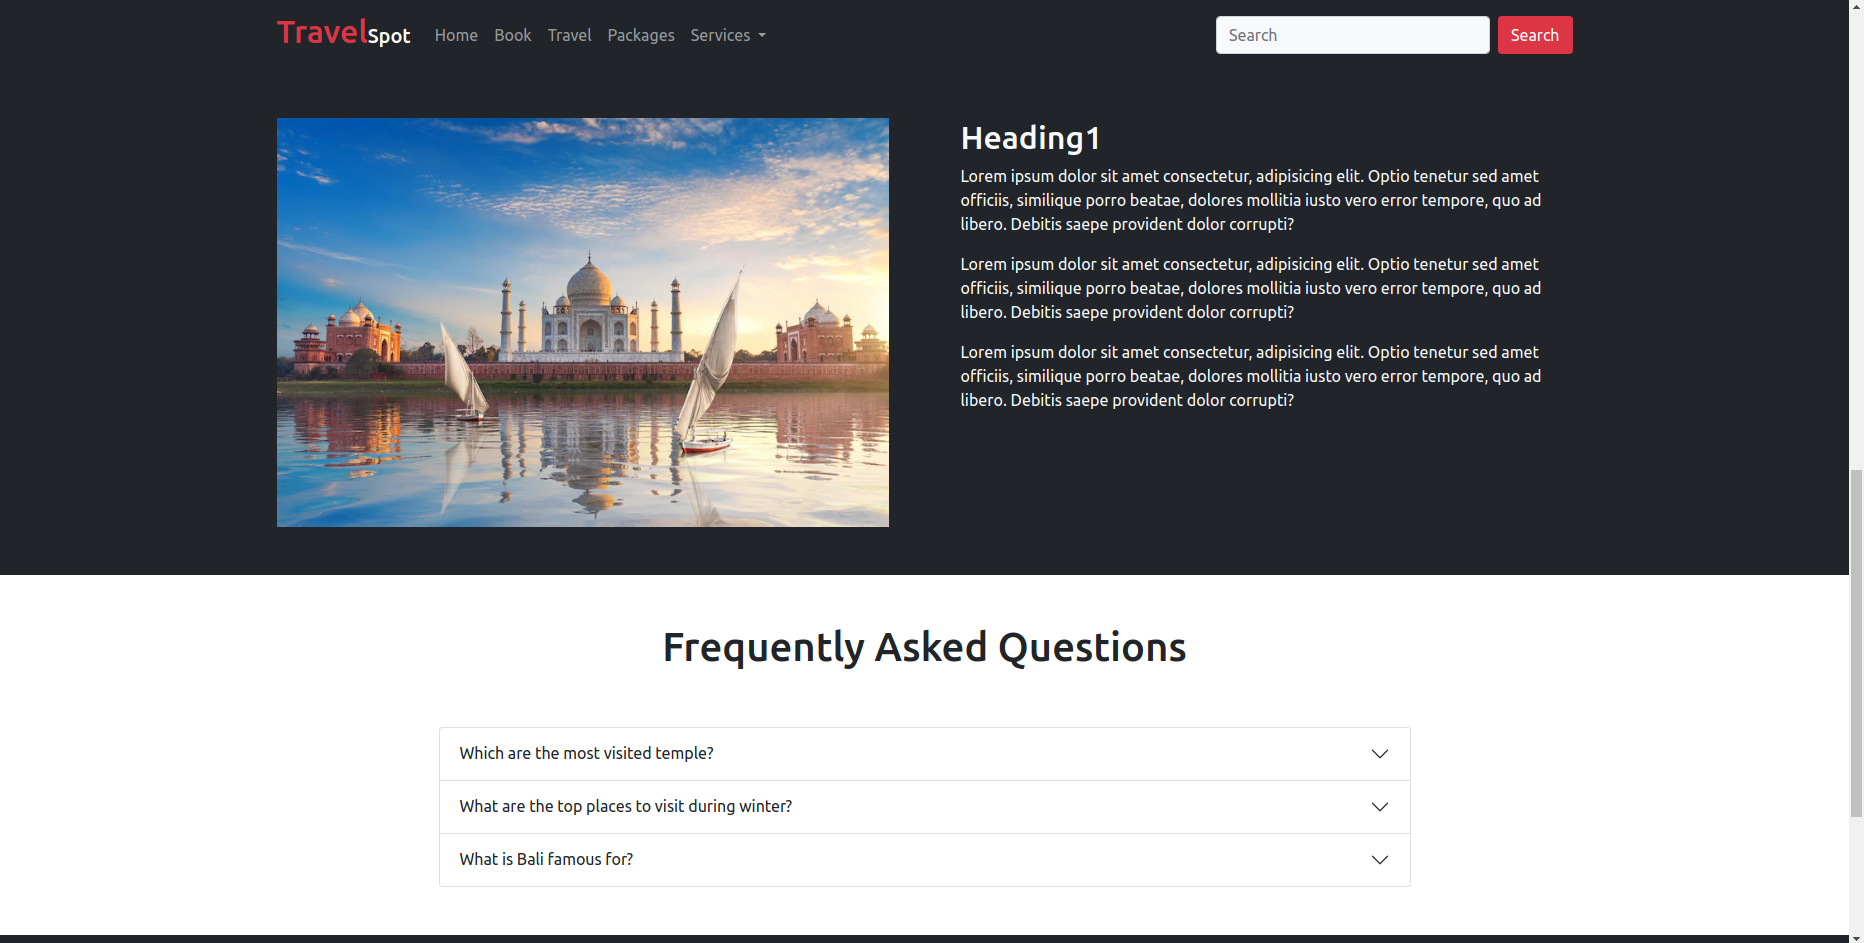 TravelSpot Home Book Travel Packages Services Search Search
Heading1
Lorem ipsum dolor sit amet consectetur, adipisicing elit. Optio tenetur sed amet
officiis, similique porro beatae, dolores mollitia iusto vero error tempore, quo ad
libero. Debitis saepe provident dolor corrupti?
Lorem ipsum dolor sit amet consectetur, adipisicing elit. Optio tenetur sed amet
officiis, similique porro beatae, dolores mollitia iusto vero error tempore, quo ad
libero. Debitis saepe provident dolor corrupti?
Lorem ipsum dolor sit amet consectetur, adipisicing elit. Optio tenetur sed amet
officiis, similique porro beatae, dolores mollitia iusto vero error tempore, quo ad
libero. Debitis saepe provident dolor corrupti?
Frequently Asked Questions
Which are the most visited temple?
What are the top places to visit during winter?
What is Bali famous for?